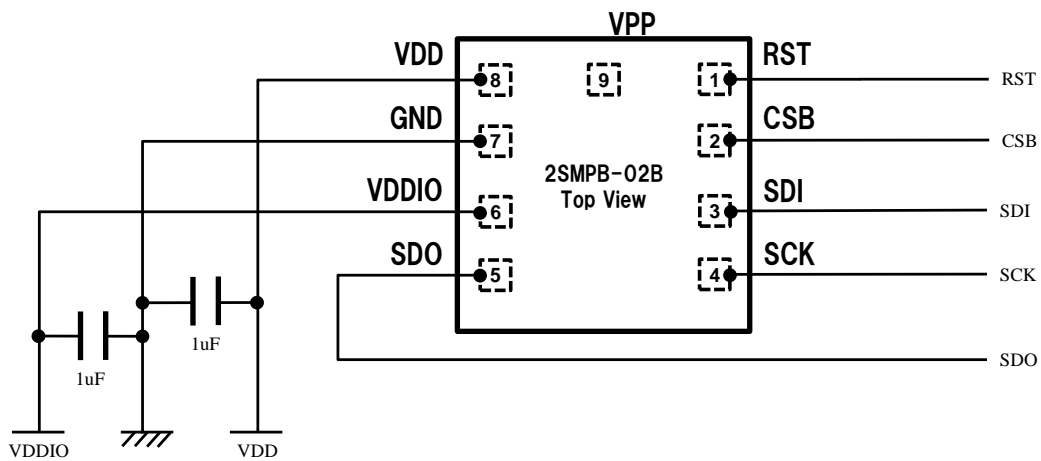 VPP
VDD
RST
8
9
1
RST
GND
CSB
7
2
CSB
2SMPB-02B
Top View
VDDIO
SDI
6
3
SDI
SDO
SCK
5
4
SCK
1uF
1uF
SDO
VDDIO
VDD